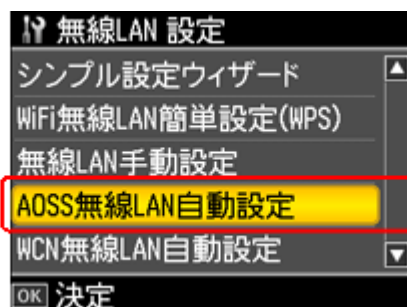 無線LAN 設定
シンプル設定ウィザード
WiFi無線LAN簡単設定(WPS)
無線LAN手動設定
AOSS無線LAN自動設定
WCN無線LAN自動設定
OK 決定